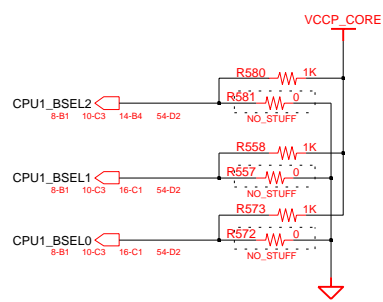 VCCP_CORE
R580 1K
R581 0
CPU1_BSEL2
8-B1 10-C3 14-B4 54-D2 NO_STUFF
R558 1K
R557 0
CPU1_BSEL1
8-B1 10-C3 16-C1 54-D2 NO_STUFF
R573 1K
R572 0
CPU1_BSEL0
8-B1 10-C3 16-C1 54-D2 NO_STUFF